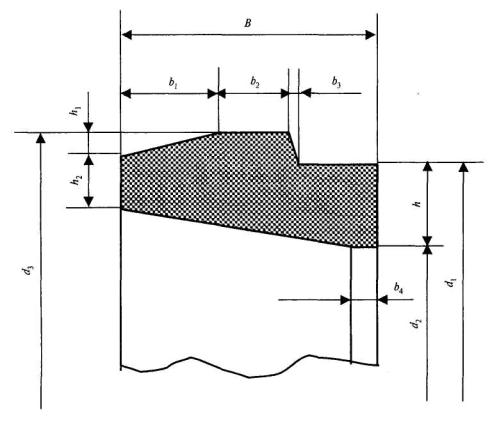 B
b₁ b₂ b₃
h₁
h₂
h
d₃
d₁
b₄
d₂